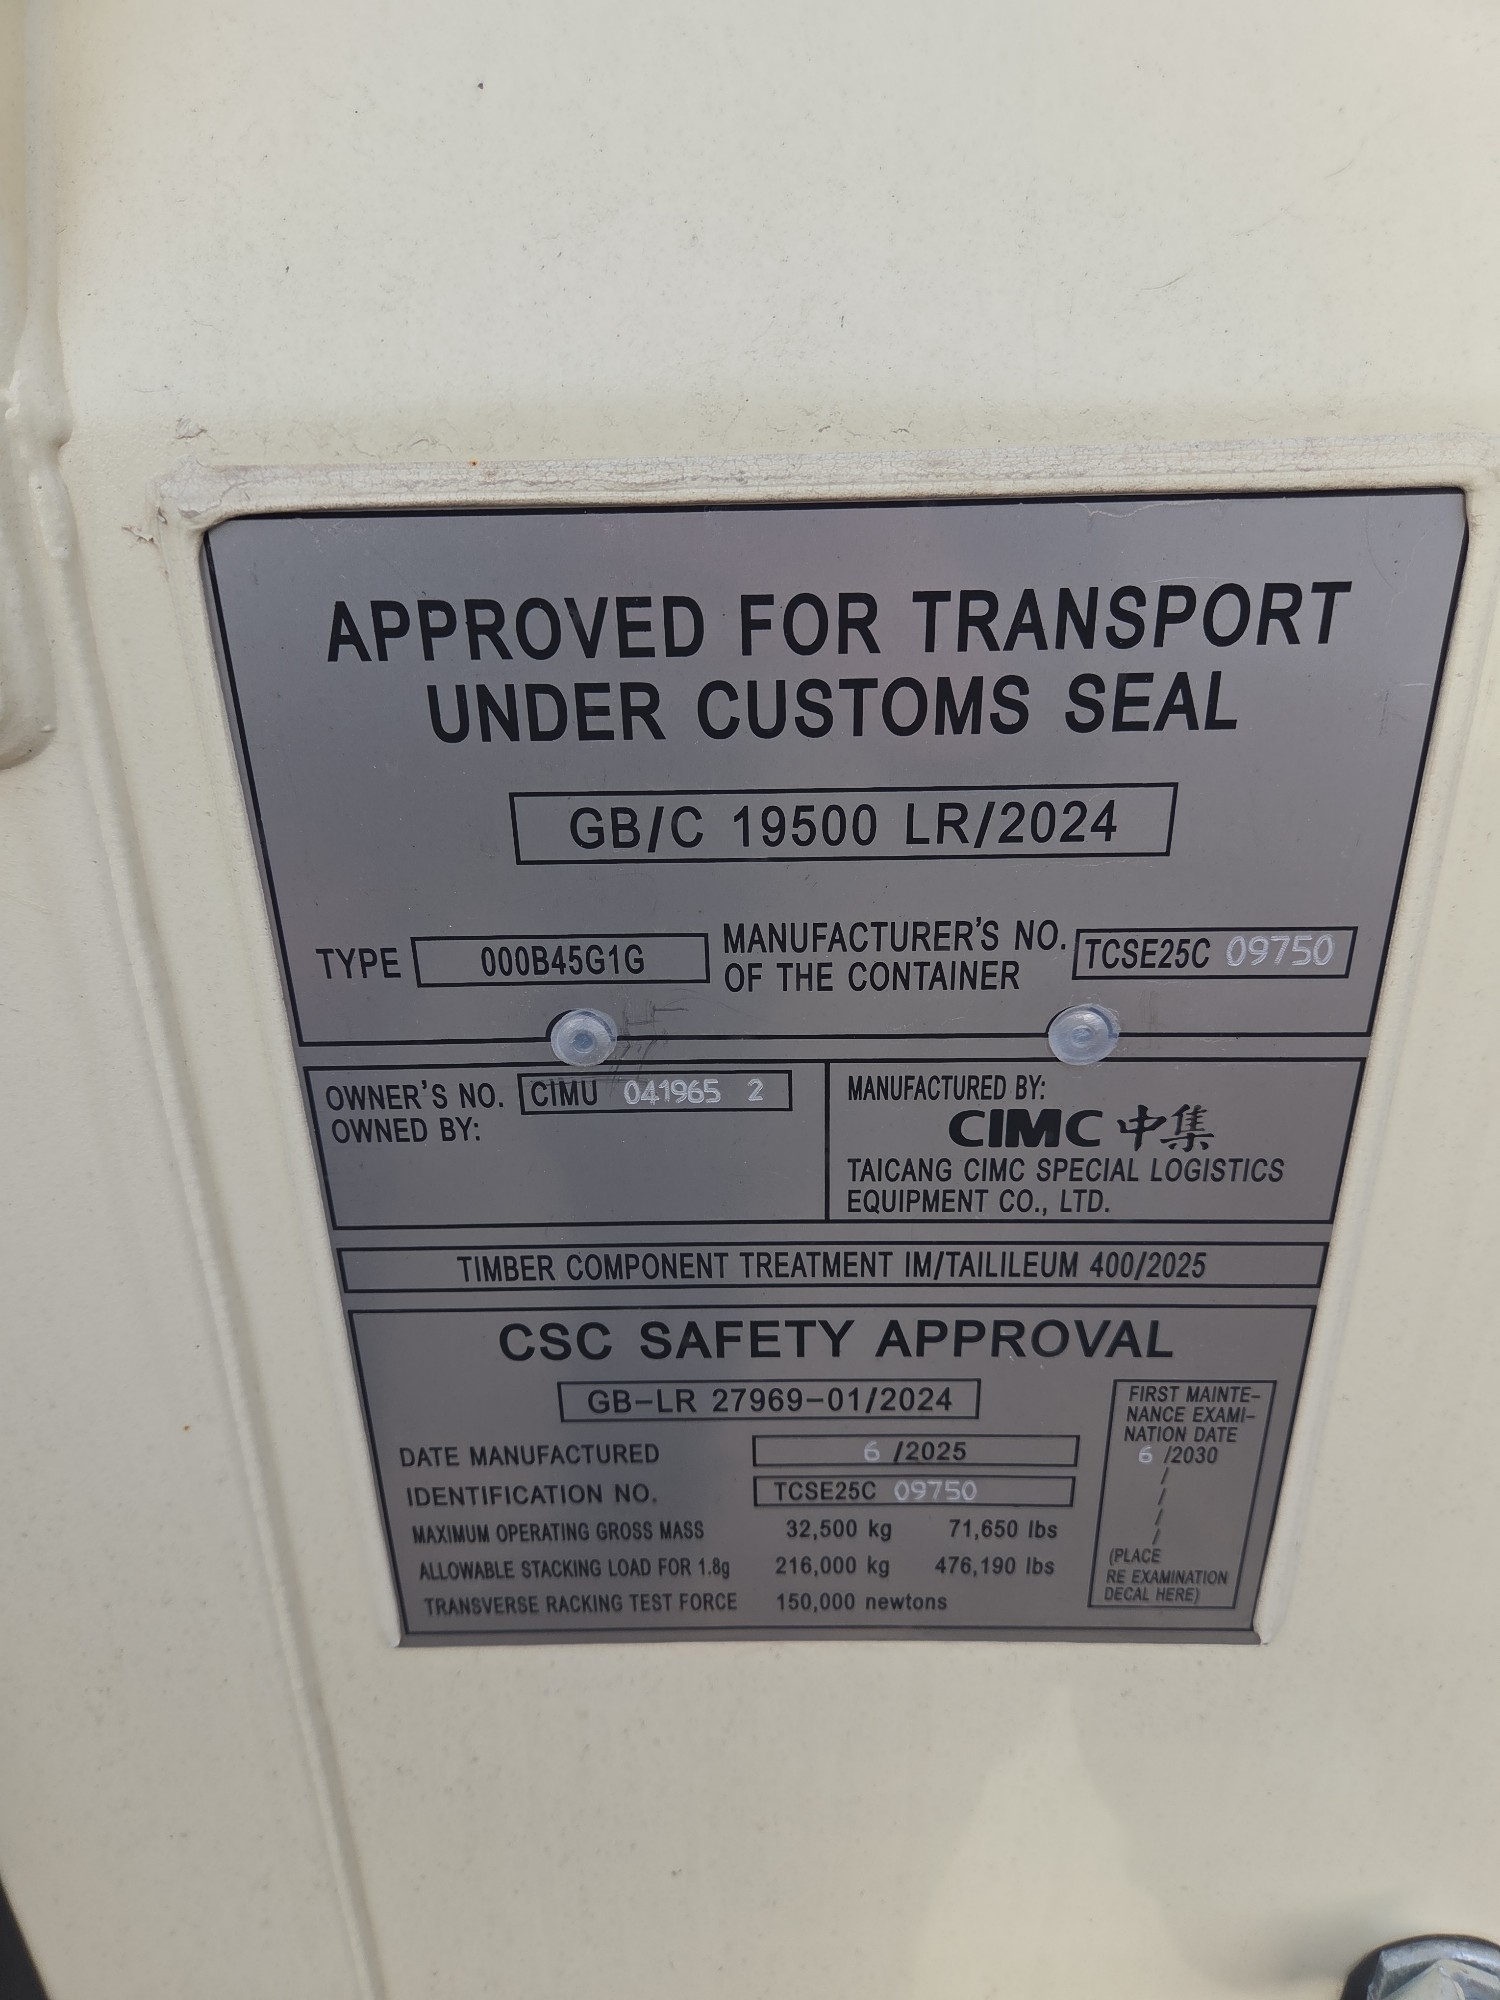 APPROVED FOR TRANSPORT
UNDER CUSTOMS SEAL
GB/C 19500 LR/2024
TYPE 000B45G1G
MANUFACTURER'S NO.
OF THE CONTAINER
TCSE25C 09750
OWNER'S NO. CIMU 041965 2
OWNED BY:
MANUFACTURED BY:
CIMC 中集
TAICANG CIMC SPECIAL LOGISTICS
EQUIPMENT CO., LTD.
TIMBER COMPONENT TREATMENT IM/TAILILEUM 400/2025
CSC SAFETY APPROVAL
GB-LR 27969-01/2024
DATE MANUFACTURED 6 /2025
IDENTIFICATION NO. TCSE25C 09750
MAXIMUM OPERATING GROSS MASS 32,500 kg 71,650 lbs
ALLOWABLE STACKING LOAD FOR 1.8g 216,000 kg 476,190 lbs
TRANSVERSE RACKING TEST FORCE 150,000 newtons
FIRST MAINTE-
NANCE EXAMI-
NATION DATE
6 /2030
/
/
/
/
(PLACE
RE EXAMINATION
DECAL HERE)